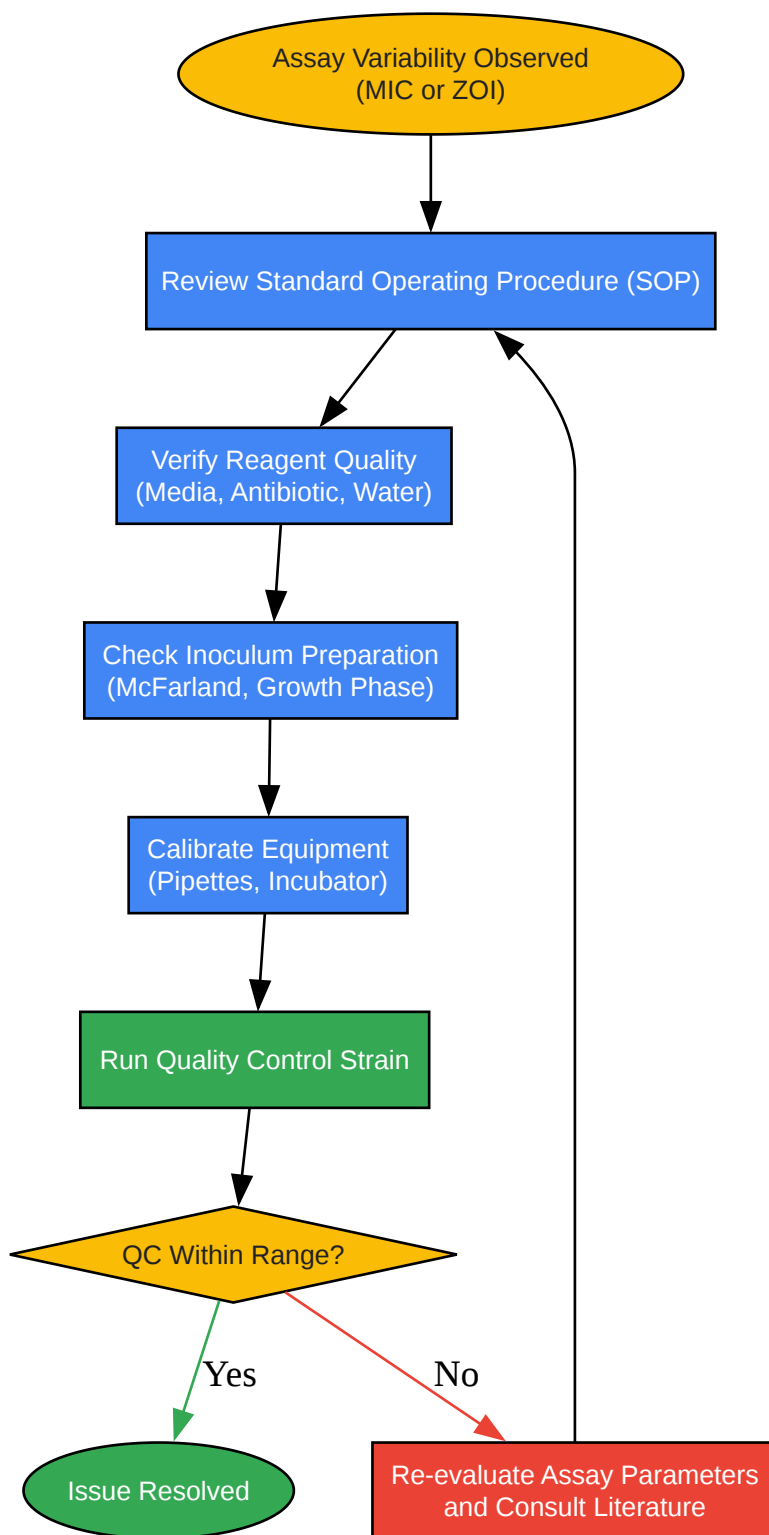 Assay Variability Observed
(MIC or ZOI)
Review Standard Operating Procedure (SOP)
Verify Reagent Quality
(Media, Antibiotic, Water)
Check Inoculum Preparation
(McFarland, Growth Phase)
Calibrate Equipment
(Pipettes, Incubator)
Run Quality Control Strain
QC Within Range?
Yes
No
Issue Resolved
Re-evaluate Assay Parameters
and Consult Literature